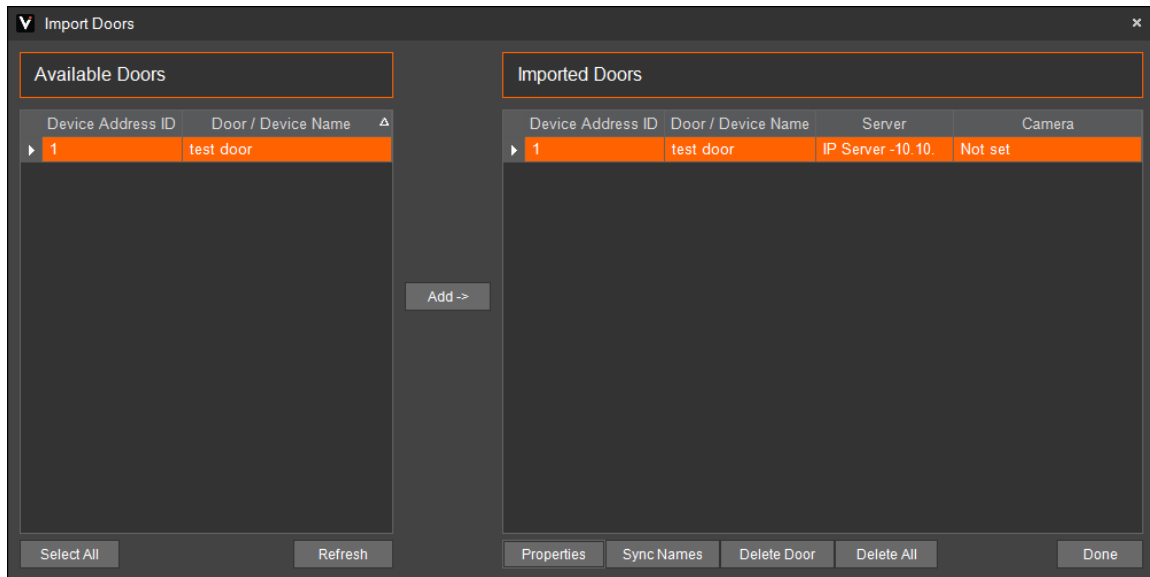 Import Doors
Available Doors
Device Address ID Door / Device Name
1 test door
Add ->
Select All Refresh
Imported Doors
Device Address ID Door / Device Name Server Camera
1 test door IP Server -10.10. Not set
Properties Sync Names Delete Door Delete All Done